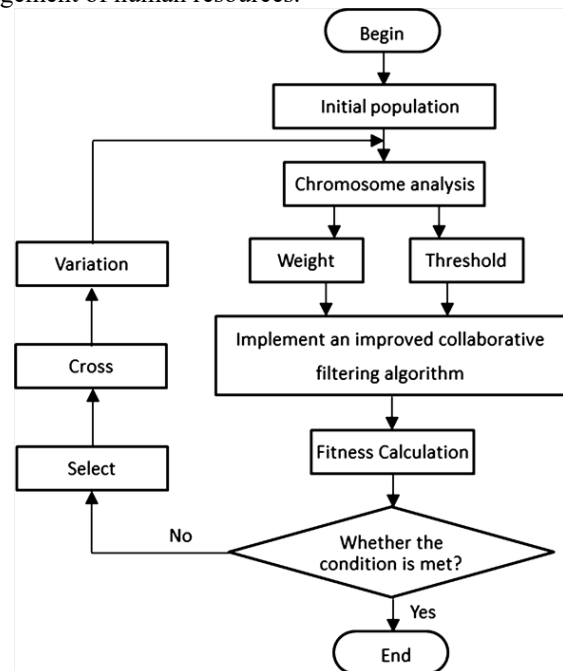 gement of human resources.
Begin
Initial population
Chromosome analysis
Variation
Weight
Threshold
Implement an improved collaborative
filtering algorithm
Cross
Fitness Calculation
Select
No
Whether the
condition is met?
Yes
End